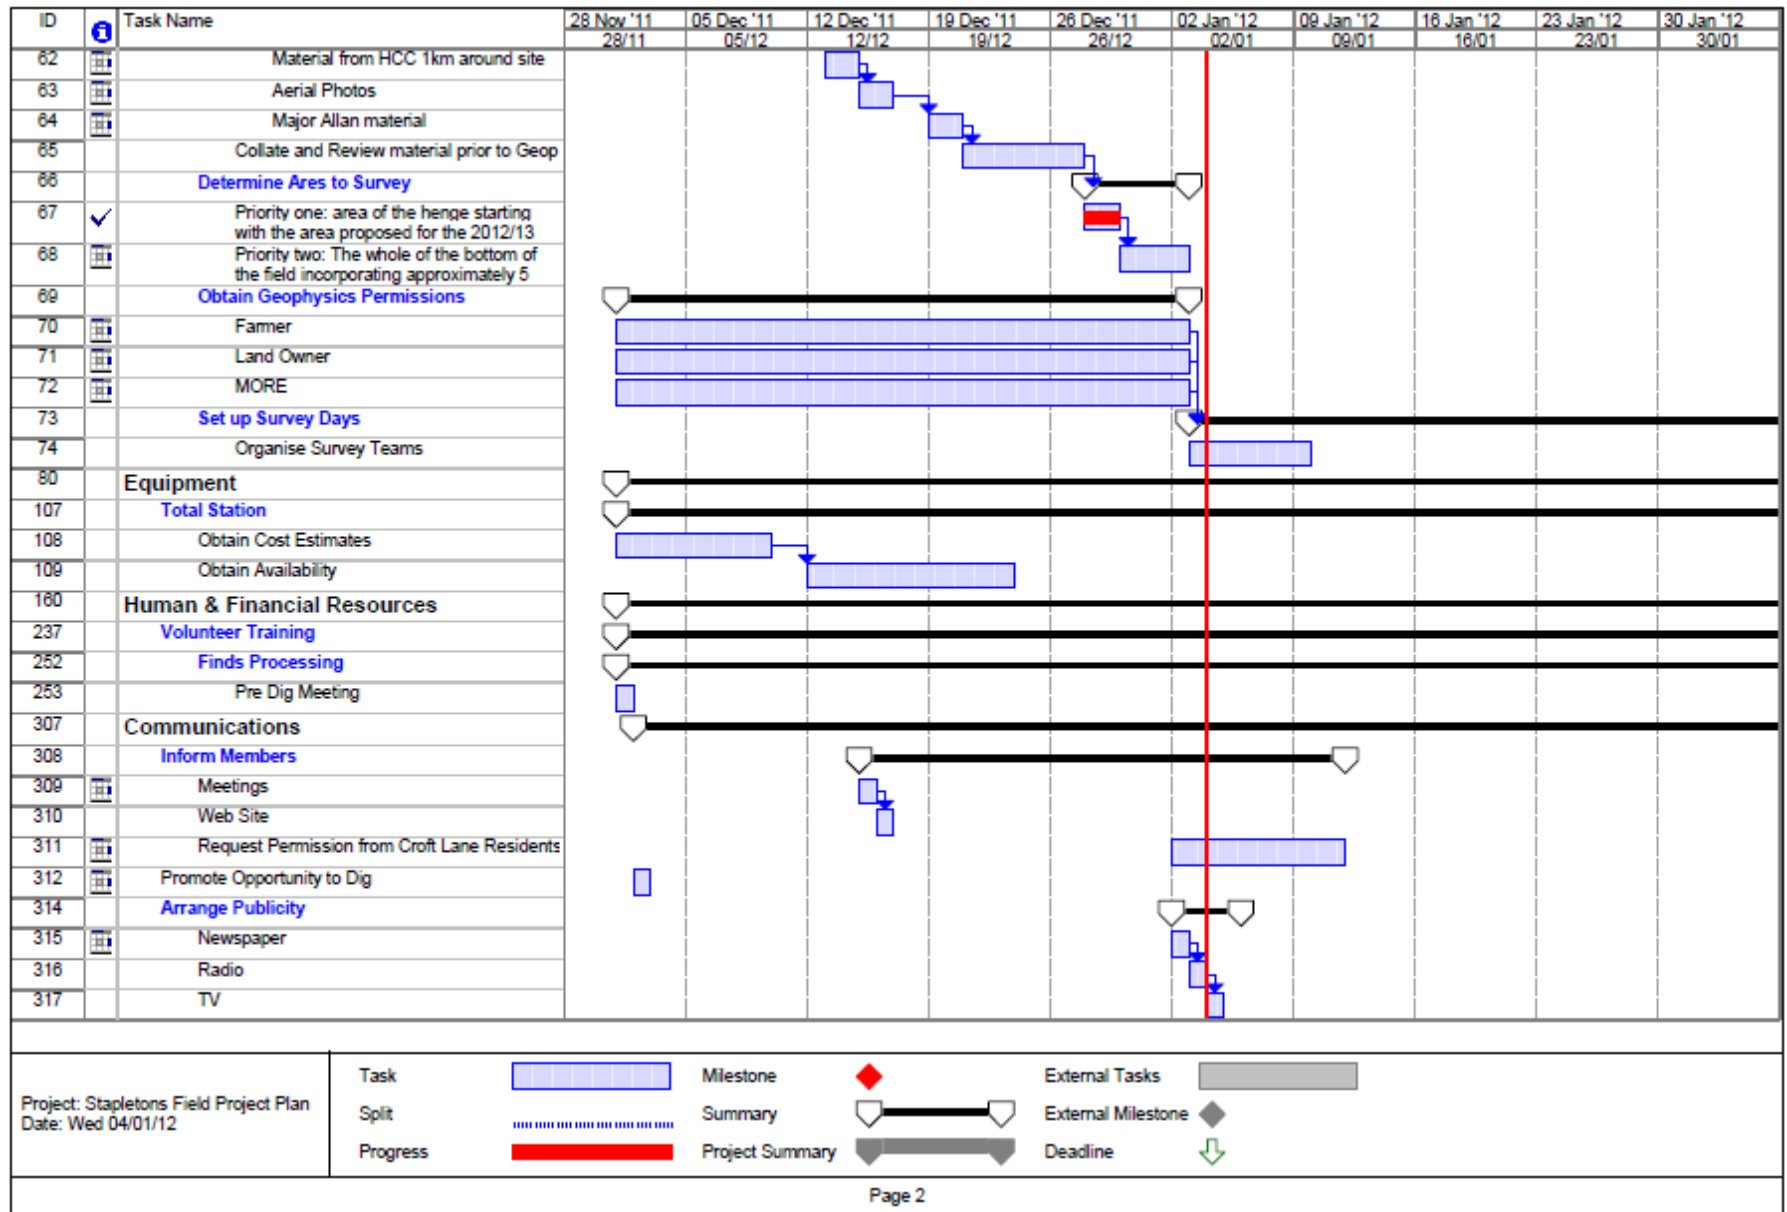 ID Task Name 28 Nov '11 05 Dec '11 12 Dec '11 19 Dec '11 26 Dec '11 02 Jan '12 09 Jan '12 16 Jan '12 23 Jan '12 30 Jan '12
28/11 05/12 12/12 19/12 26/12 02/01 09/01 16/01 23/01 30/01
62 Material from HCC 1km around site
63 Aerial Photos
64 Major Allan material
65 Collate and Review material prior to Geop
66 Determine Ares to Survey
67 Priority one: area of the henge starting
with the area proposed for the 2012/13
68 Priority two: The whole of the bottom of
the field incorporating approximately 5
69 Obtain Geophysics Permissions
70 Farmer
71 Land Owner
72 MORE
73 Set up Survey Days
74 Organise Survey Teams
80 Equipment
107 Total Station
108 Obtain Cost Estimates
109 Obtain Availability
160 Human & Financial Resources
237 Volunteer Training
252 Finds Processing
253 Pre Dig Meeting
307 Communications
308 Inform Members
309 Meetings
310 Web Site
311 Request Permission from Croft Lane Residents
312 Promote Opportunity to Dig
314 Arrange Publicity
315 Newspaper
316 Radio
317 TV
Project: Stapletons Field Project Plan
Date: Wed 04/01/12
Task Milestone External Tasks
Split Summary External Milestone
Progress Project Summary Deadline
Page 2